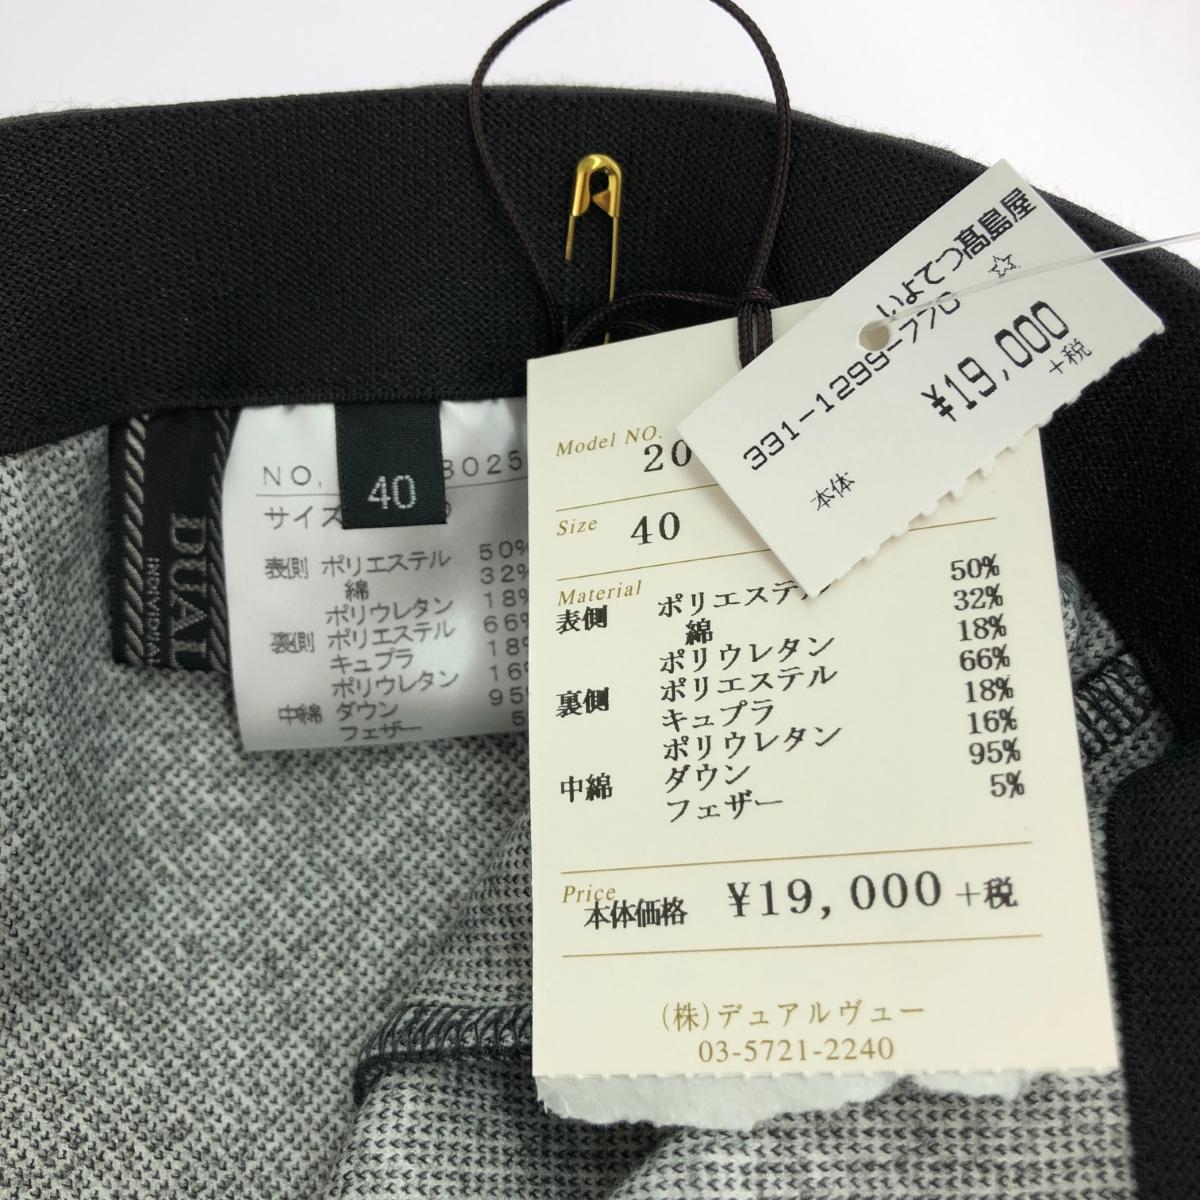 いよてつ髙島屋
331-1299-770 ☆
¥19,000
本体 +税
Model NO.
20
Size 40
Material
表側 ポリエステル 50%
綿 32%
ポリウレタン 18%
裏側 ポリエステル 66%
キュプラ 18%
ポリウレタン 16%
中綿 ダウン 95%
フェザー 5%
Price
本体価格 ¥19,000+税
(株)デュアルヴュー
03-5721-2240
40
NO. 3025
サイズ
表側 ポリエステル 50%
綿 32%
ポリウレタン 18%
裏側 ポリエステル 66%
キュプラ 18%
ポリウレタン 16%
中綿 ダウン 95%
フェザー 5
DUAL